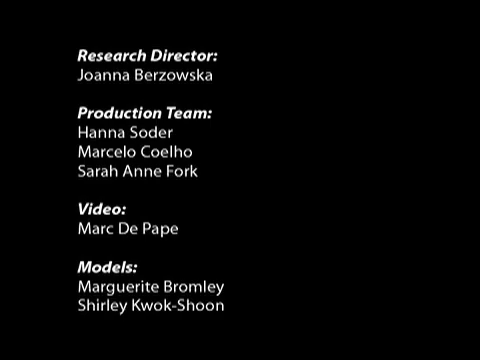 Research Director:
Joanna Berzowska
Production Team:
Hanna Soder
Marcelo Coelho
Sarah Anne Fork
Video:
Marc De Pape
Models:
Marguerite Bromley
Shirley Kwok-Shoon